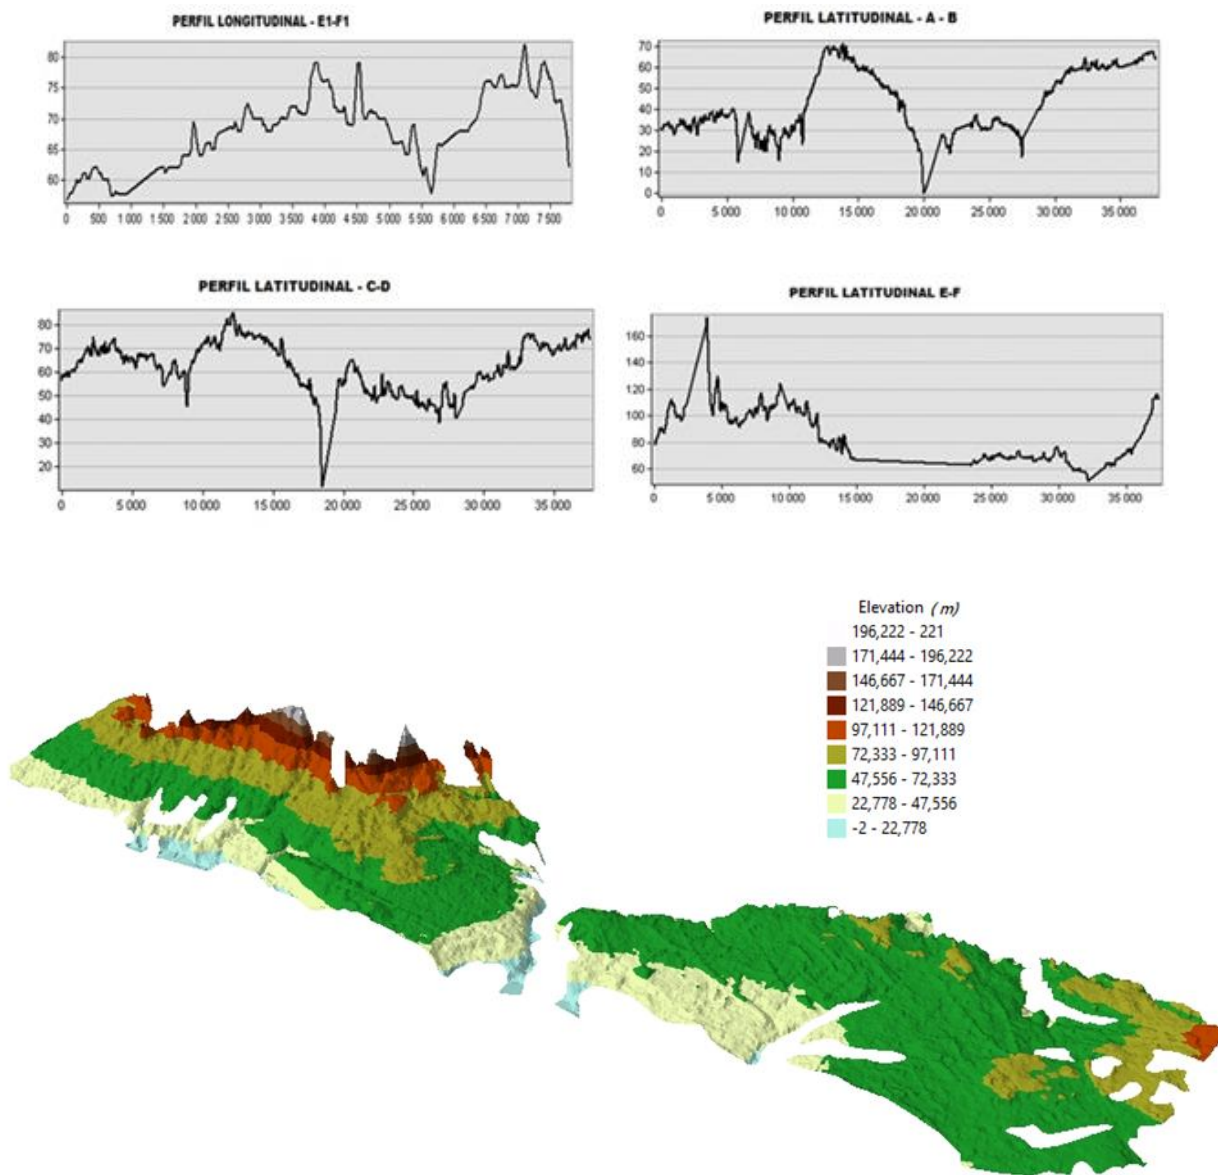 PERFIL LONGITUDINAL - E1-F1
80
75
70
65
60
0 500 1 000 1 500 2 000 2 500 3 000 3 500 4 000 4 500 5 000 5 500 6 000 6 500 7 000 7 500
PERFIL LATITUDINAL - A - B
70
60
50
40
30
20
10
0
0 5 000 10 000 15 000 20 000 25 000 30 000 35 000
PERFIL LATITUDINAL - C-D
80
70
60
50
40
30
20
0 5 000 10 000 15 000 20 000 25 000 30 000 35 000
PERFIL LATITUDINAL E-F
160
140
120
100
80
60
0 5 000 10 000 15 000 20 000 25 000 30 000 35 000
Elevation (m)
196,222 - 221
171,444 - 196,222
146,667 - 171,444
121,889 - 146,667
97,111 - 121,889
72,333 - 97,111
47,556 - 72,333
22,778 - 47,556
-2 - 22,778